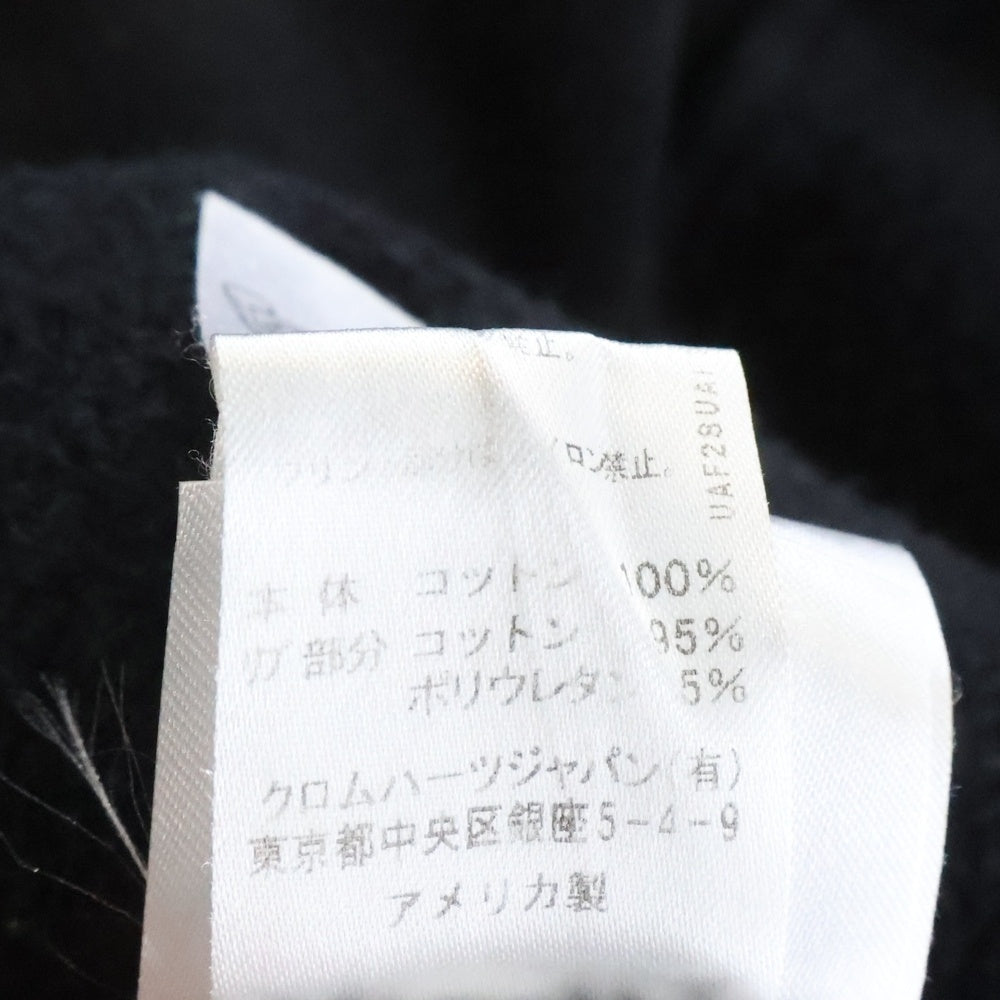 禁止。
ロン禁止。
本体 コットン 100%
リブ部分 コットン 95%
ポリウレタン 5%
クロムハーツジャパン(有)
東京都中央区銀座5-4-9
アメリカ製